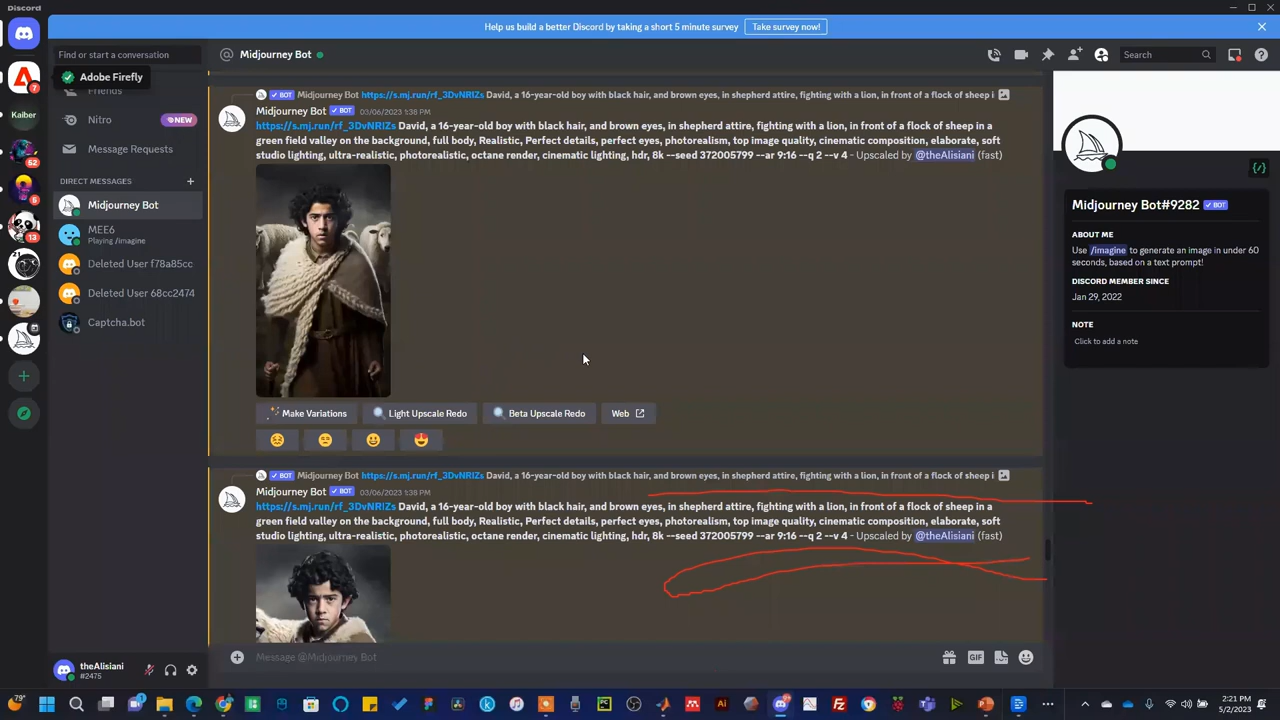 Discord
Help us build a better Discord by taking a short 5 minute survey
Take survey now!
Find or start a conversation
Midjourney Bot
Search
Adobe Firefly
7
Friends
Kaiber
Nitro
NEW
52
Message Requests
5
DIRECT MESSAGES
Midjourney Bot
13
MEE6
Playing /imagine
Deleted User f78a85cc
Deleted User 68cc2474
Captcha.bot
BOT Midjourney Bot https://s.mj.run/rf_3DvNRIZs David, a 16-year-old boy with black hair, and brown eyes, in shepherd attire, fighting with a lion, in front of a flock of sheep i
Midjourney Bot BOT 03/06/2023 1:38 PM
https://s.mj.run/rf_3DvNRIZs David, a 16-year-old boy with black hair, and brown eyes, in shepherd attire, fighting with a lion, in front of a flock of sheep in a
green field valley on the background, full body, Realistic, Perfect details, perfect eyes, photorealism, top image quality, cinematic composition, elaborate, soft
studio lighting, ultra-realistic, photorealistic, octane render, cinematic lighting, hdr, 8k --seed 372005799 --ar 9:16 --q 2 --v 4 - Upscaled by @theAlisiani (fast)
Make Variations
Light Upscale Redo
Beta Upscale Redo
Web
BOT Midjourney Bot https://s.mj.run/rf_3DvNRIZs David, a 16-year-old boy with black hair, and brown eyes, in shepherd attire, fighting with a lion, in front of a flock of sheep i
Midjourney Bot BOT 03/06/2023 1:38 PM
https://s.mj.run/rf_3DvNRIZs David, a 16-year-old boy with black hair, and brown eyes, in shepherd attire, fighting with a lion, in front of a flock of sheep in a
green field valley on the background, full body, Realistic, Perfect details, perfect eyes, photorealism, top image quality, cinematic composition, elaborate, soft
studio lighting, ultra-realistic, photorealistic, octane render, cinematic lighting, hdr, 8k --seed 372005799 --ar 9:16 --q 2 --v 4 - Upscaled by @theAlisiani (fast)
Message @Midjourney Bot
GIF
Midjourney Bot#9282 BOT
ABOUT ME
Use /imagine to generate an image in under 60
seconds, based on a text prompt!
DISCORD MEMBER SINCE
Jan 29, 2022
NOTE
Click to add a note
theAlisiani
#2475
79°
2:21 PM
5/2/2023